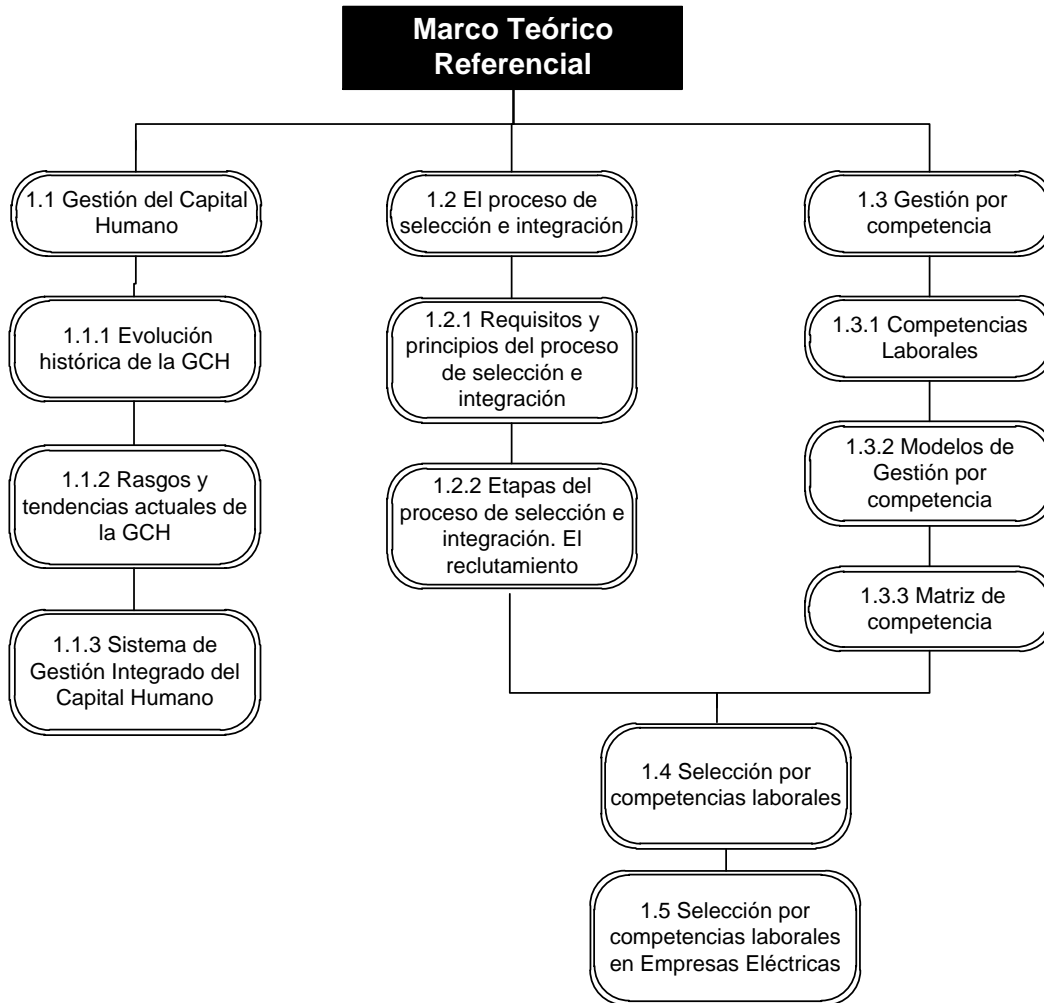 Marco Teórico
Referencial
1.1 Gestión del Capital
Humano
1.1.1 Evolución
histórica de la GCH
1.1.2 Rasgos y
tendencias actuales de
la GCH
1.1.3 Sistema de
Gestión Integrado del
Capital Humano
1.2 El proceso de
selección e integración
1.2.1 Requisitos y
principios del proceso
de selección e
integración
1.2.2 Etapas del
proceso de selección e
integración. El
reclutamiento
1.3 Gestión por
competencia
1.3.1 Competencias
Laborales
1.3.2 Modelos de
Gestión por
competencia
1.3.3 Matriz de
competencia
1.4 Selección por
competencias laborales
1.5 Selección por
competencias laborales
en Empresas Eléctricas